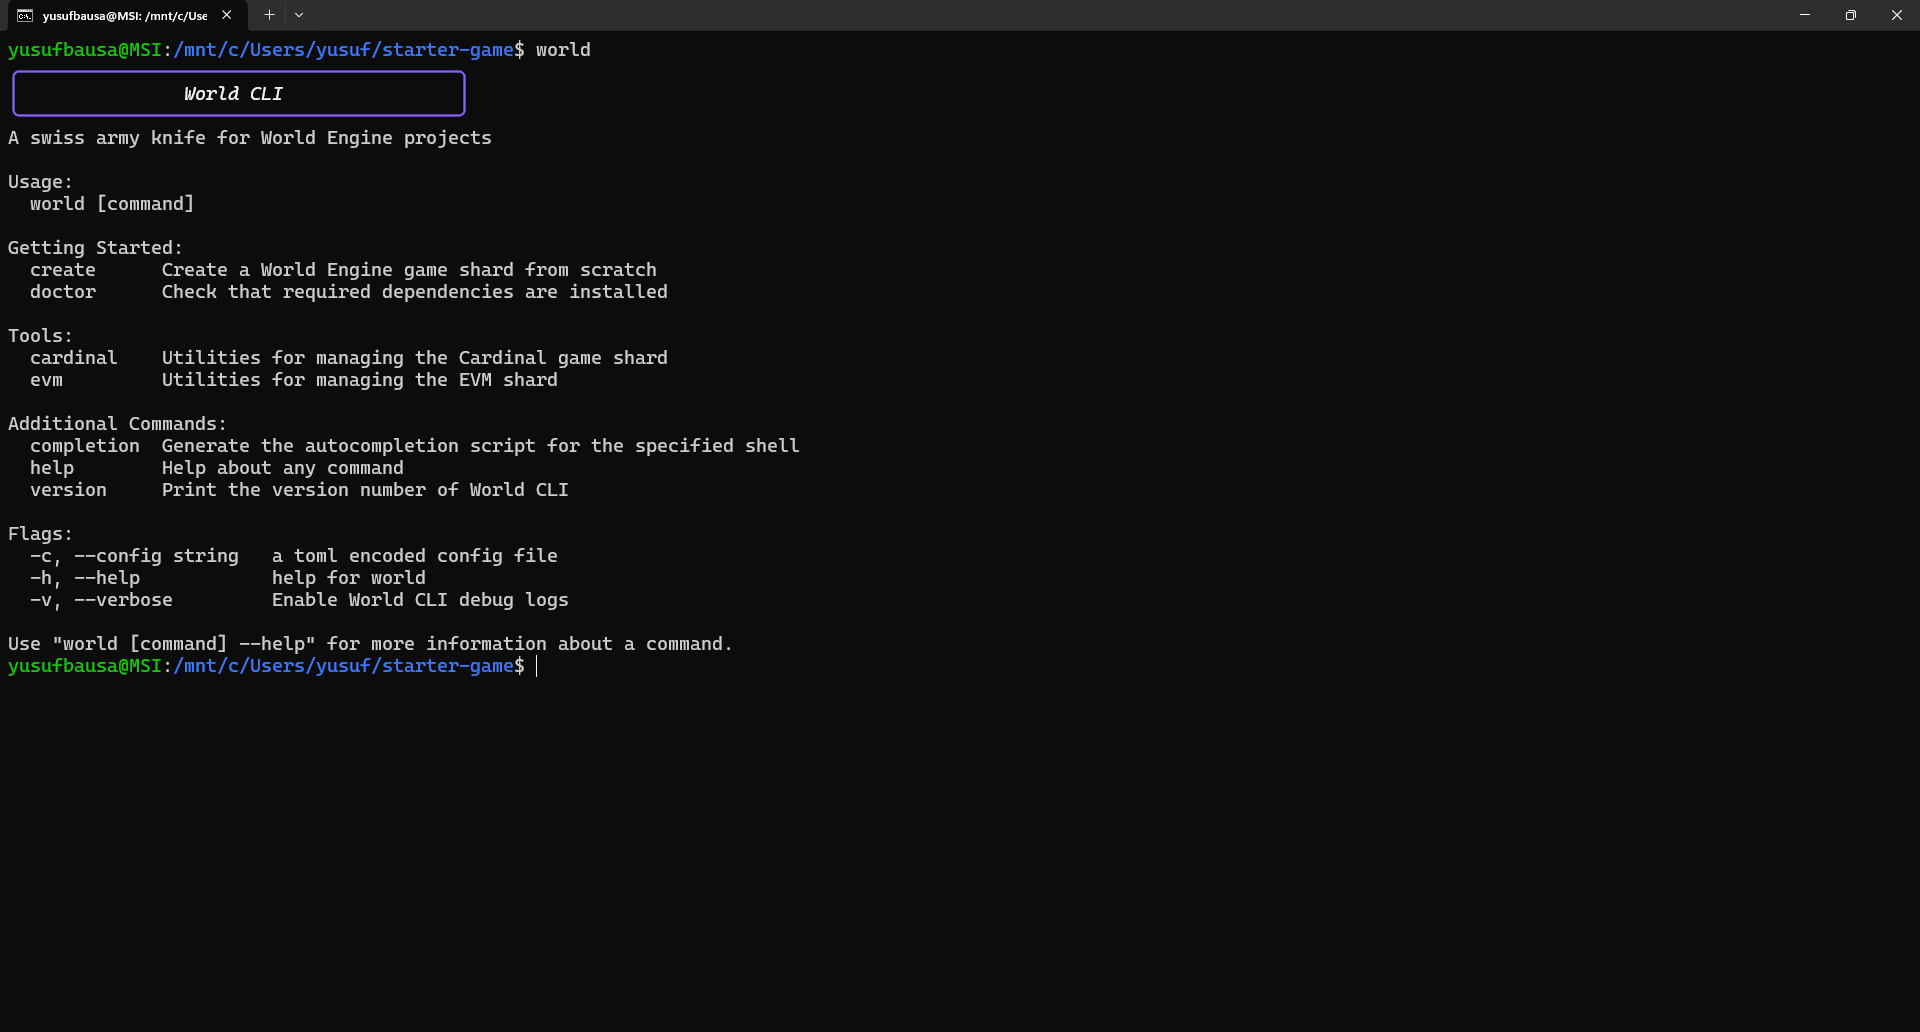 yusufbausa@MSI: /mnt/c/Use
yusufbausa@MSI:/mnt/c/Users/yusuf/starter-game$ world
World CLI
A swiss army knife for World Engine projects
Usage:
  world [command]
Getting Started:
  create      Create a World Engine game shard from scratch
  doctor      Check that required dependencies are installed
Tools:
  cardinal    Utilities for managing the Cardinal game shard
  evm         Utilities for managing the EVM shard
Additional Commands:
  completion  Generate the autocompletion script for the specified shell
  help        Help about any command
  version     Print the version number of World CLI
Flags:
  -c, --config string   a toml encoded config file
  -h, --help            help for world
  -v, --verbose         Enable World CLI debug logs
Use "world [command] --help" for more information about a command.
yusufbausa@MSI:/mnt/c/Users/yusuf/starter-game$